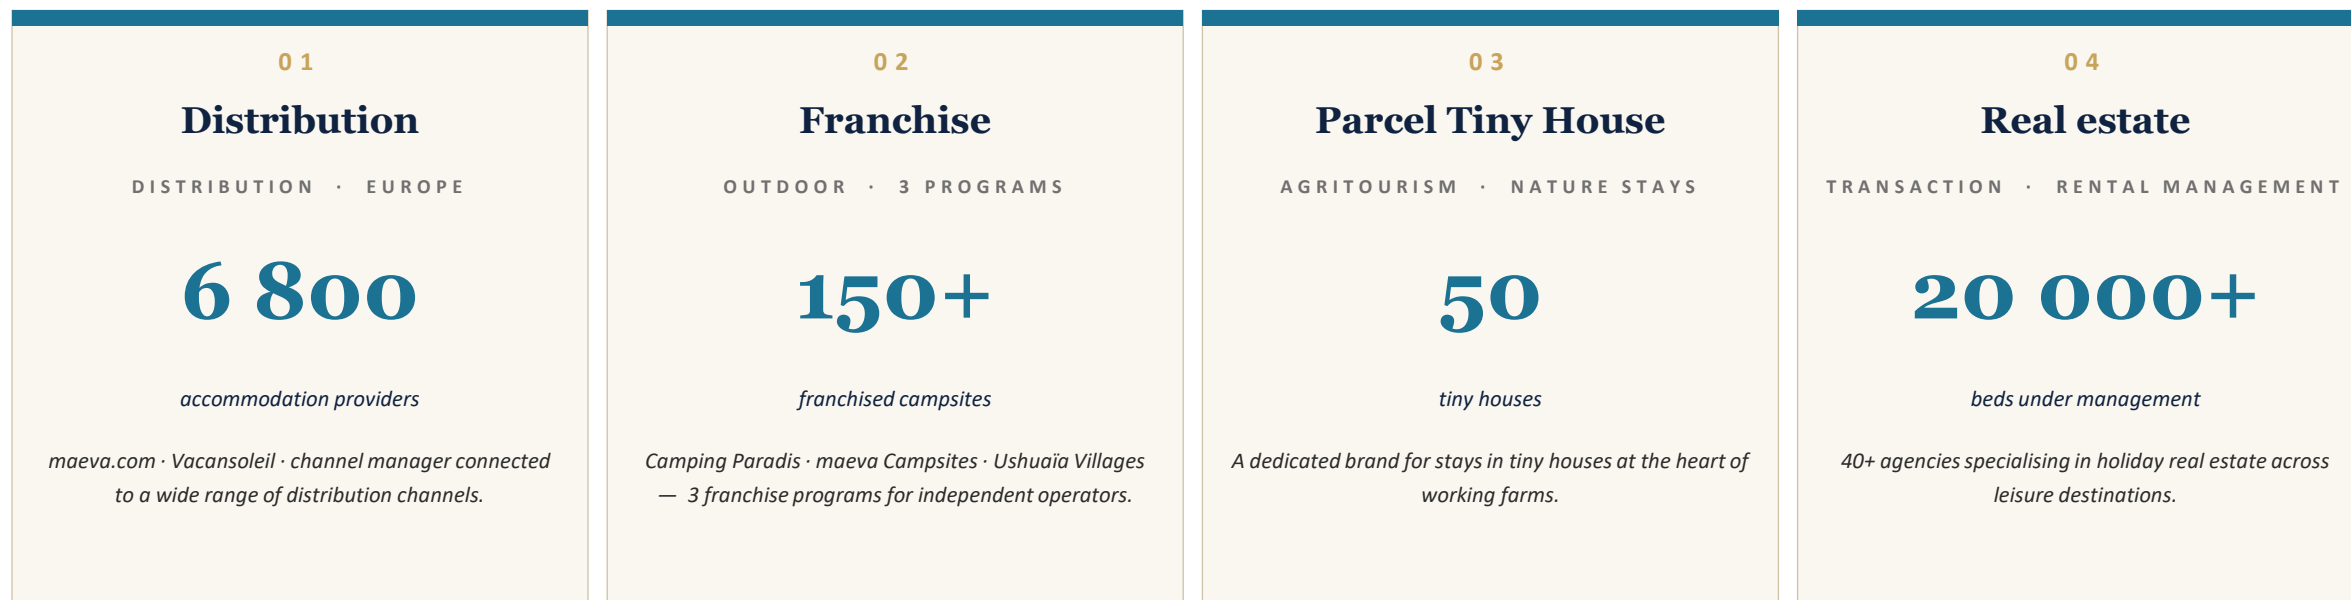 01
Distribution
DISTRIBUTION · EUROPE
6 800
accommodation providers
maeva.com · Vacansoleil · channel manager connected
to a wide range of distribution channels.
02
Franchise
OUTDOOR · 3 PROGRAMS
150+
franchised campsites
Camping Paradis · maeva Campsites · Ushuaïa Villages
— 3 franchise programs for independent operators.
03
Parcel Tiny House
AGRITOURISM · NATURE STAYS
50
tiny houses
A dedicated brand for stays in tiny houses at the heart of
working farms.
04
Real estate
TRANSACTION · RENTAL MANAGEMENT
20 000+
beds under management
40+ agencies specialising in holiday real estate across
leisure destinations.